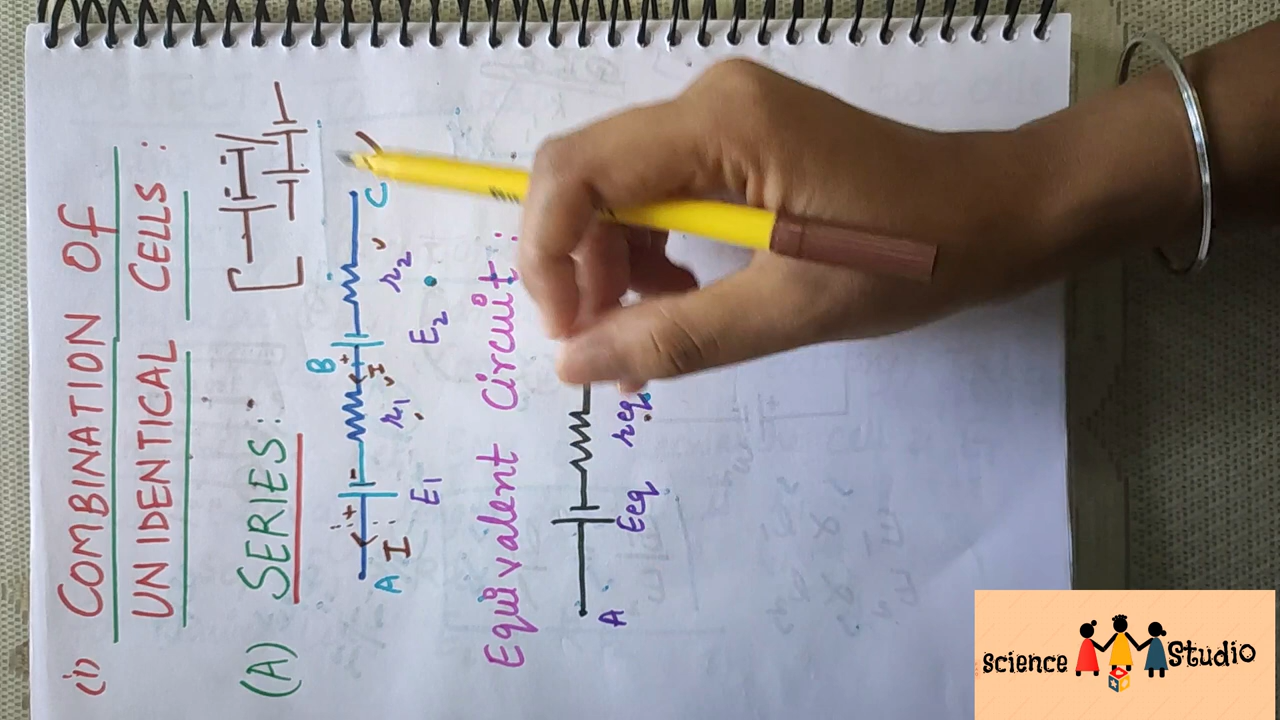 (i) COMBINATION OF
UNIDENTICAL CELLS:
(A) SERIES:
A I + - B + I C
r1 r2
E1 E2
Equivalent Circuit:
A Eeq req
Science Studio